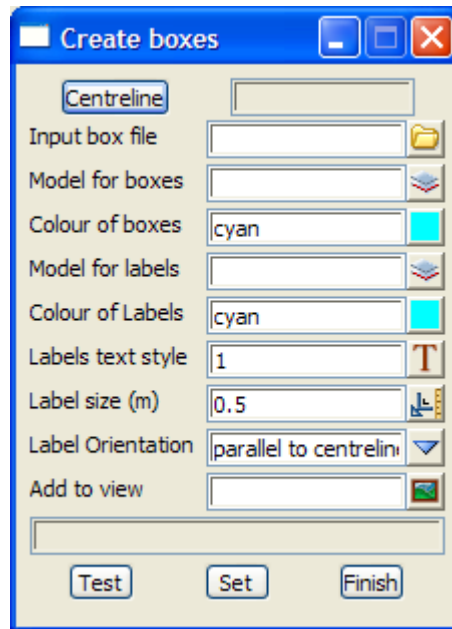 Create boxes
Centreline
Input box file
Model for boxes
Colour of boxes cyan
Model for labels
Colour of Labels cyan
Labels text style 1 T
Label size (m) 0.5
Label Orientation parallel to centrelin
Add to view
Test Set Finish